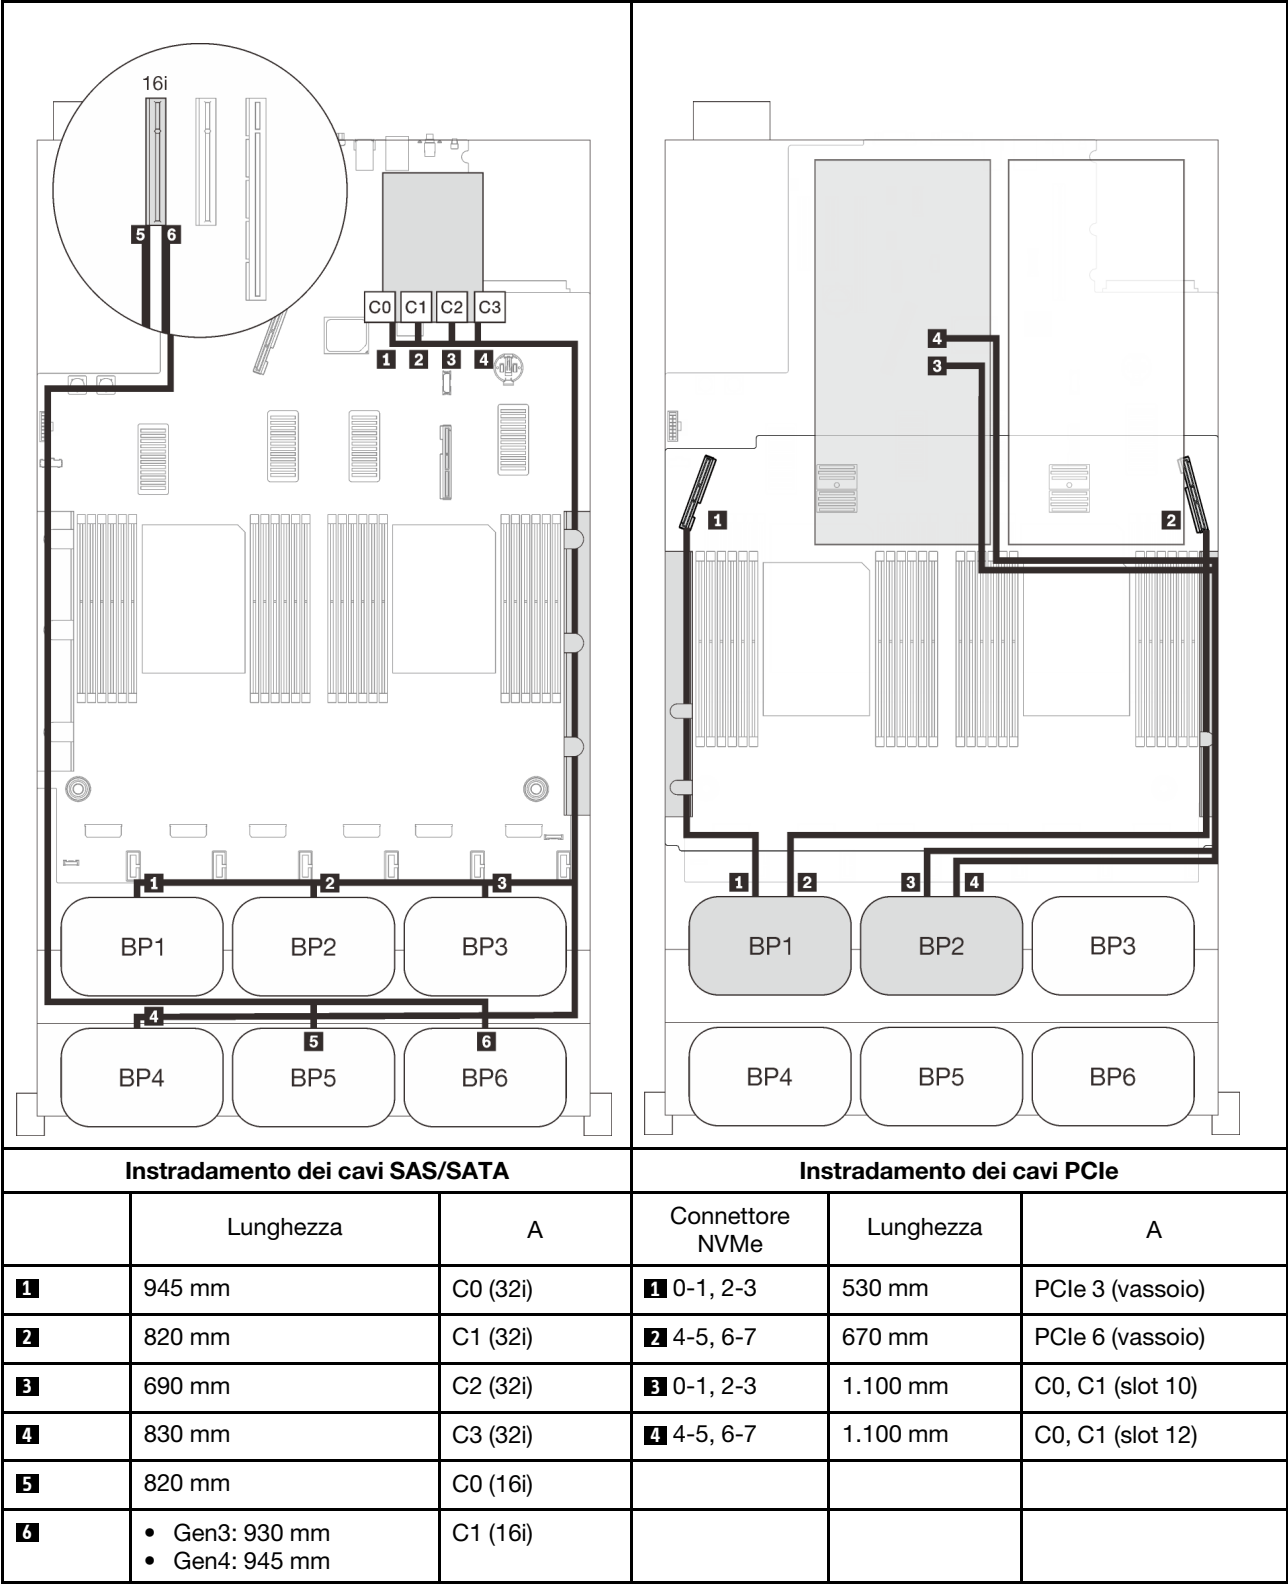 16i
5 6
C0 C1 C2 C3
1 2 3 4
1 2 3
BP1 BP2 BP3
4
5 6
BP4 BP5 BP6
4
3
1 2
1 2 3 4
BP1 BP2 BP3
BP4 BP5 BP6
Instradamento dei cavi SAS/SATA
Instradamento dei cavi PCIe
Lunghezza A
Connettore NVMe Lunghezza A
1 945 mm C0 (32i) 1 0-1, 2-3 530 mm PCIe 3 (vassoio)
2 820 mm C1 (32i) 2 4-5, 6-7 670 mm PCIe 6 (vassoio)
3 690 mm C2 (32i) 3 0-1, 2-3 1.100 mm C0, C1 (slot 10)
4 830 mm C3 (32i) 4 4-5, 6-7 1.100 mm C0, C1 (slot 12)
5 820 mm C0 (16i)
6 • Gen3: 930 mm C1 (16i)
• Gen4: 945 mm